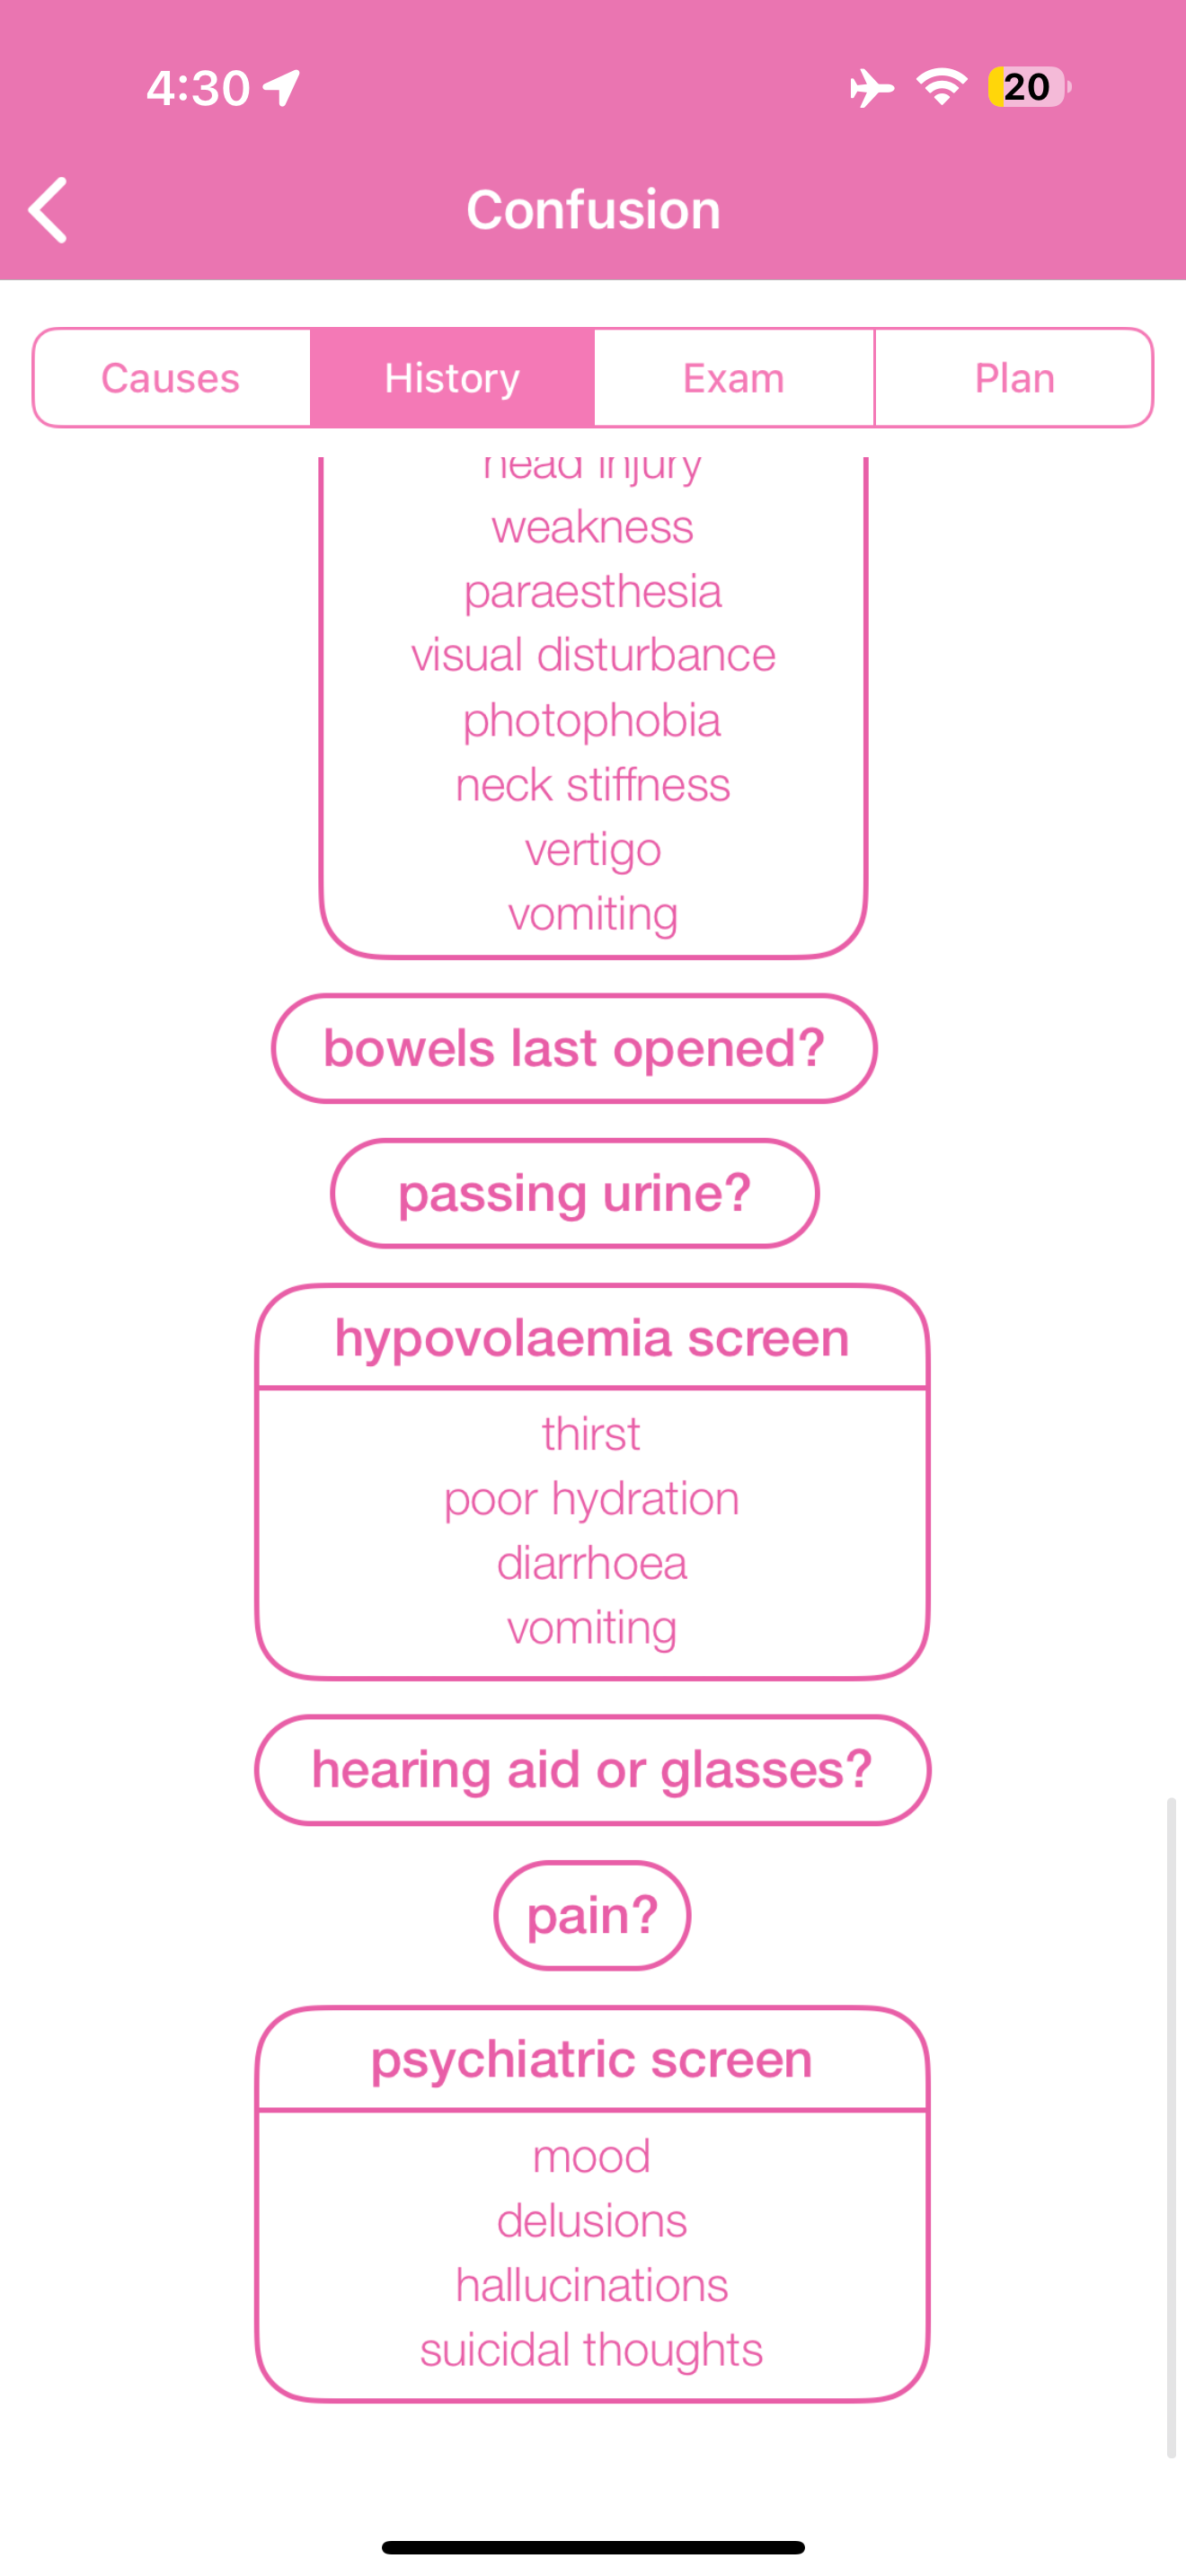 4:30
20
Confusion
Causes History Exam Plan
head injury
weakness
paraesthesia
visual disturbance
photophobia
neck stiffness
vertigo
vomiting
bowels last opened?
passing urine?
hypovolaemia screen
thirst
poor hydration
diarrhoea
vomiting
hearing aid or glasses?
pain?
psychiatric screen
mood
delusions
hallucinations
suicidal thoughts